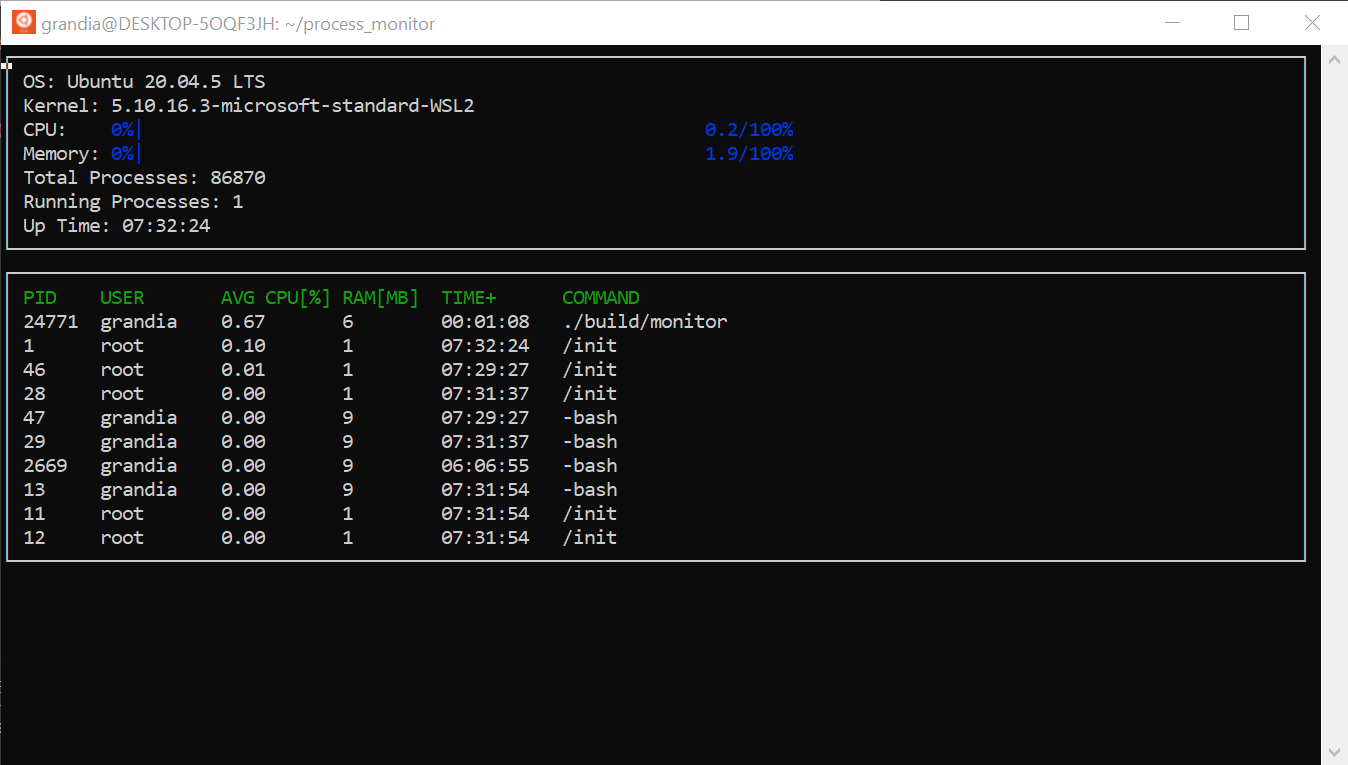 grandia@DESKTOP-5OQF3JH: ~/process_monitor
OS: Ubuntu 20.04.5 LTS
Kernel: 5.10.16.3-microsoft-standard-WSL2
CPU: 0%| 0.2/100%
Memory: 0%| 1.9/100%
Total Processes: 86870
Running Processes: 1
Up Time: 07:32:24
PID USER AVG CPU[%] RAM[MB] TIME+ COMMAND
24771 grandia 0.67 6 00:01:08 ./build/monitor
1 root 0.10 1 07:32:24 /init
46 root 0.01 1 07:29:27 /init
28 root 0.00 1 07:31:37 /init
47 grandia 0.00 9 07:29:27 -bash
29 grandia 0.00 9 07:31:37 -bash
2669 grandia 0.00 9 06:06:55 -bash
13 grandia 0.00 9 07:31:54 -bash
11 root 0.00 1 07:31:54 /init
12 root 0.00 1 07:31:54 /init